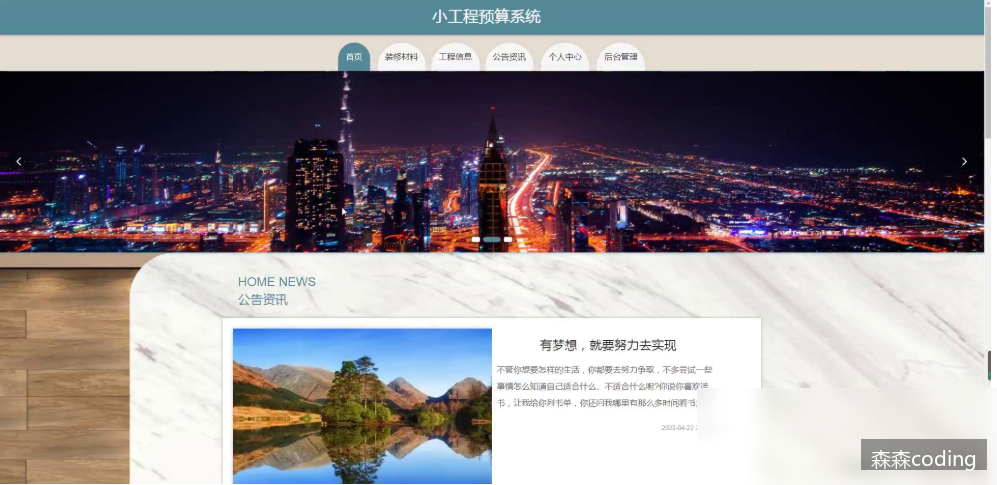 小工程预算系统
首页 装修材料 工程信息 公告资讯 个人中心 后台管理
HOME NEWS
公告资讯
有梦想，就要努力去实现
不管你想要怎样的生活，你都要去努力争取，不多尝试一些
事情怎么知道自己适合什么、不适合什么呢?你说你喜欢读
书，让我给你列书单，你还问我哪里有那么多时间看书
2022-04-22
森森coding